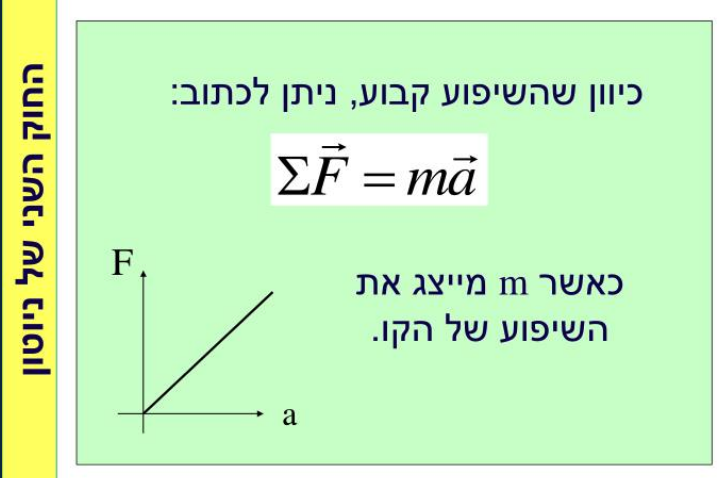 החוק השני של ניוטון
כיוון שהשיפוע קבוע, ניתן לכתוב:
ΣF⃗ = ma⃗
כאשר m מייצג את
השיפוע של הקו.
F
a